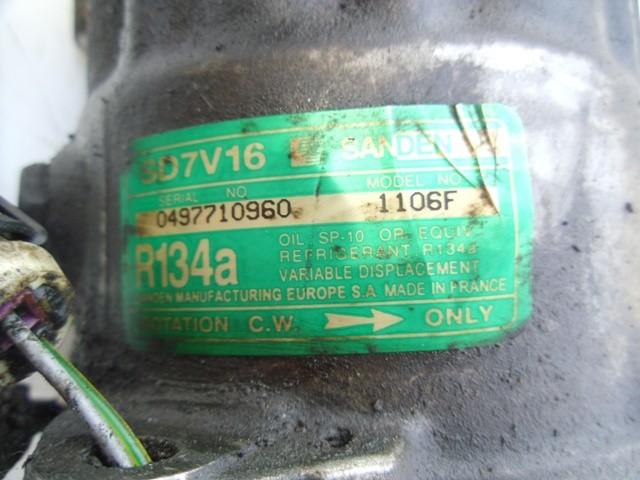 SD7V16 SANDEN
SERIAL NO MODEL NO
0497710960 1106F
R134a
OIL SP-10 OR EQUIV
REFRIGERANT R134a
VARIABLE DISPLACEMENT
SANDEN MANUFACTURING EUROPE S.A MADE IN FRANCE
ROTATION C.W. ONLY